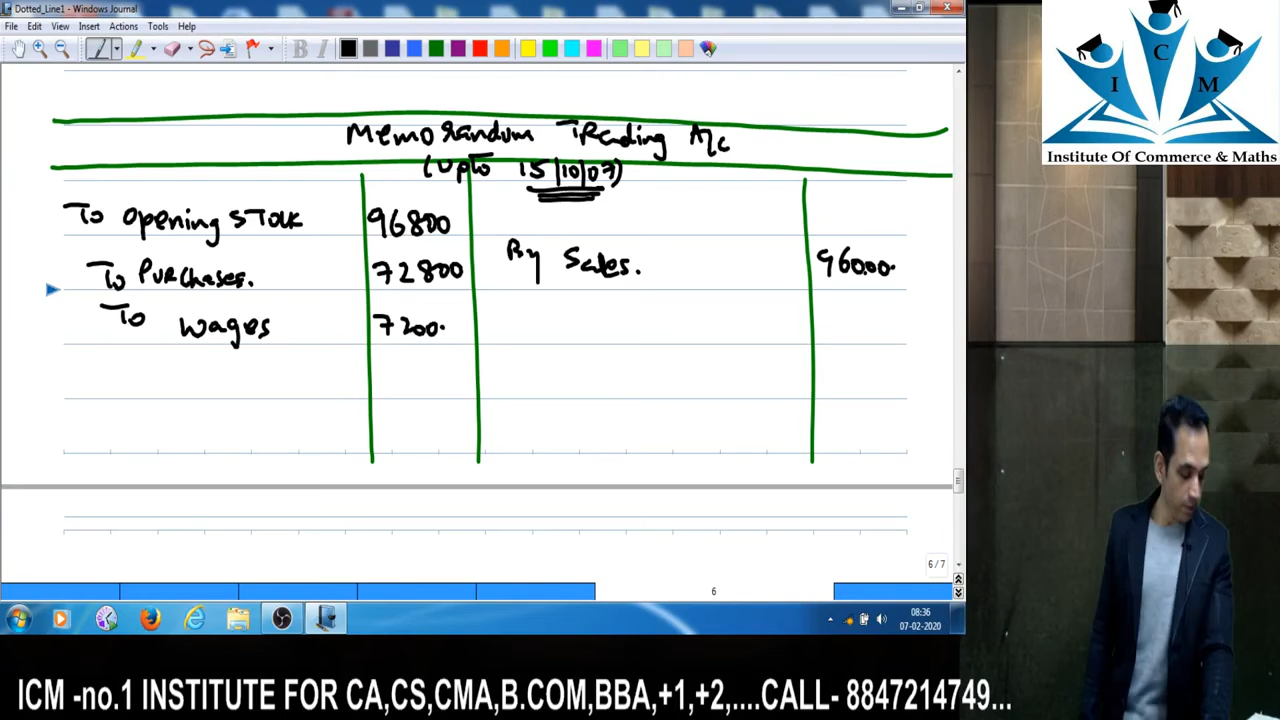 Dotted_Line1 - Windows Journal
File Edit View Insert Actions Tools Help
B I
Memorandum Trading A/c
(Upto 15/10/07)
To Opening Stock 96800
By Sales. 96000.
To Purchases. 72800
To wages 7200.
6/7
6
08:36
07-02-2020
I C M
Institute Of Commerce & Maths
ICM -no.1 INSTITUTE FOR CA,CS,CMA,B.COM,BBA,+1,+2,....CALL- 8847214749...